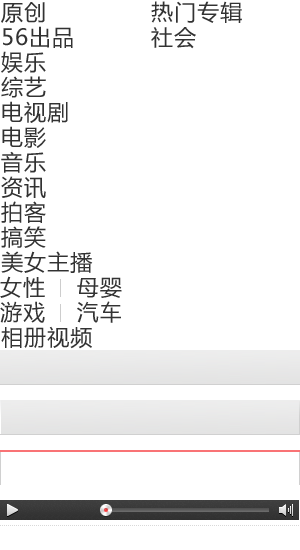 原创 热门专辑
56出品 社会
娱乐
综艺
电视剧
电影
音乐
资讯
拍客
搞笑
美女主播
女性 | 母婴
游戏 | 汽车
相册视频